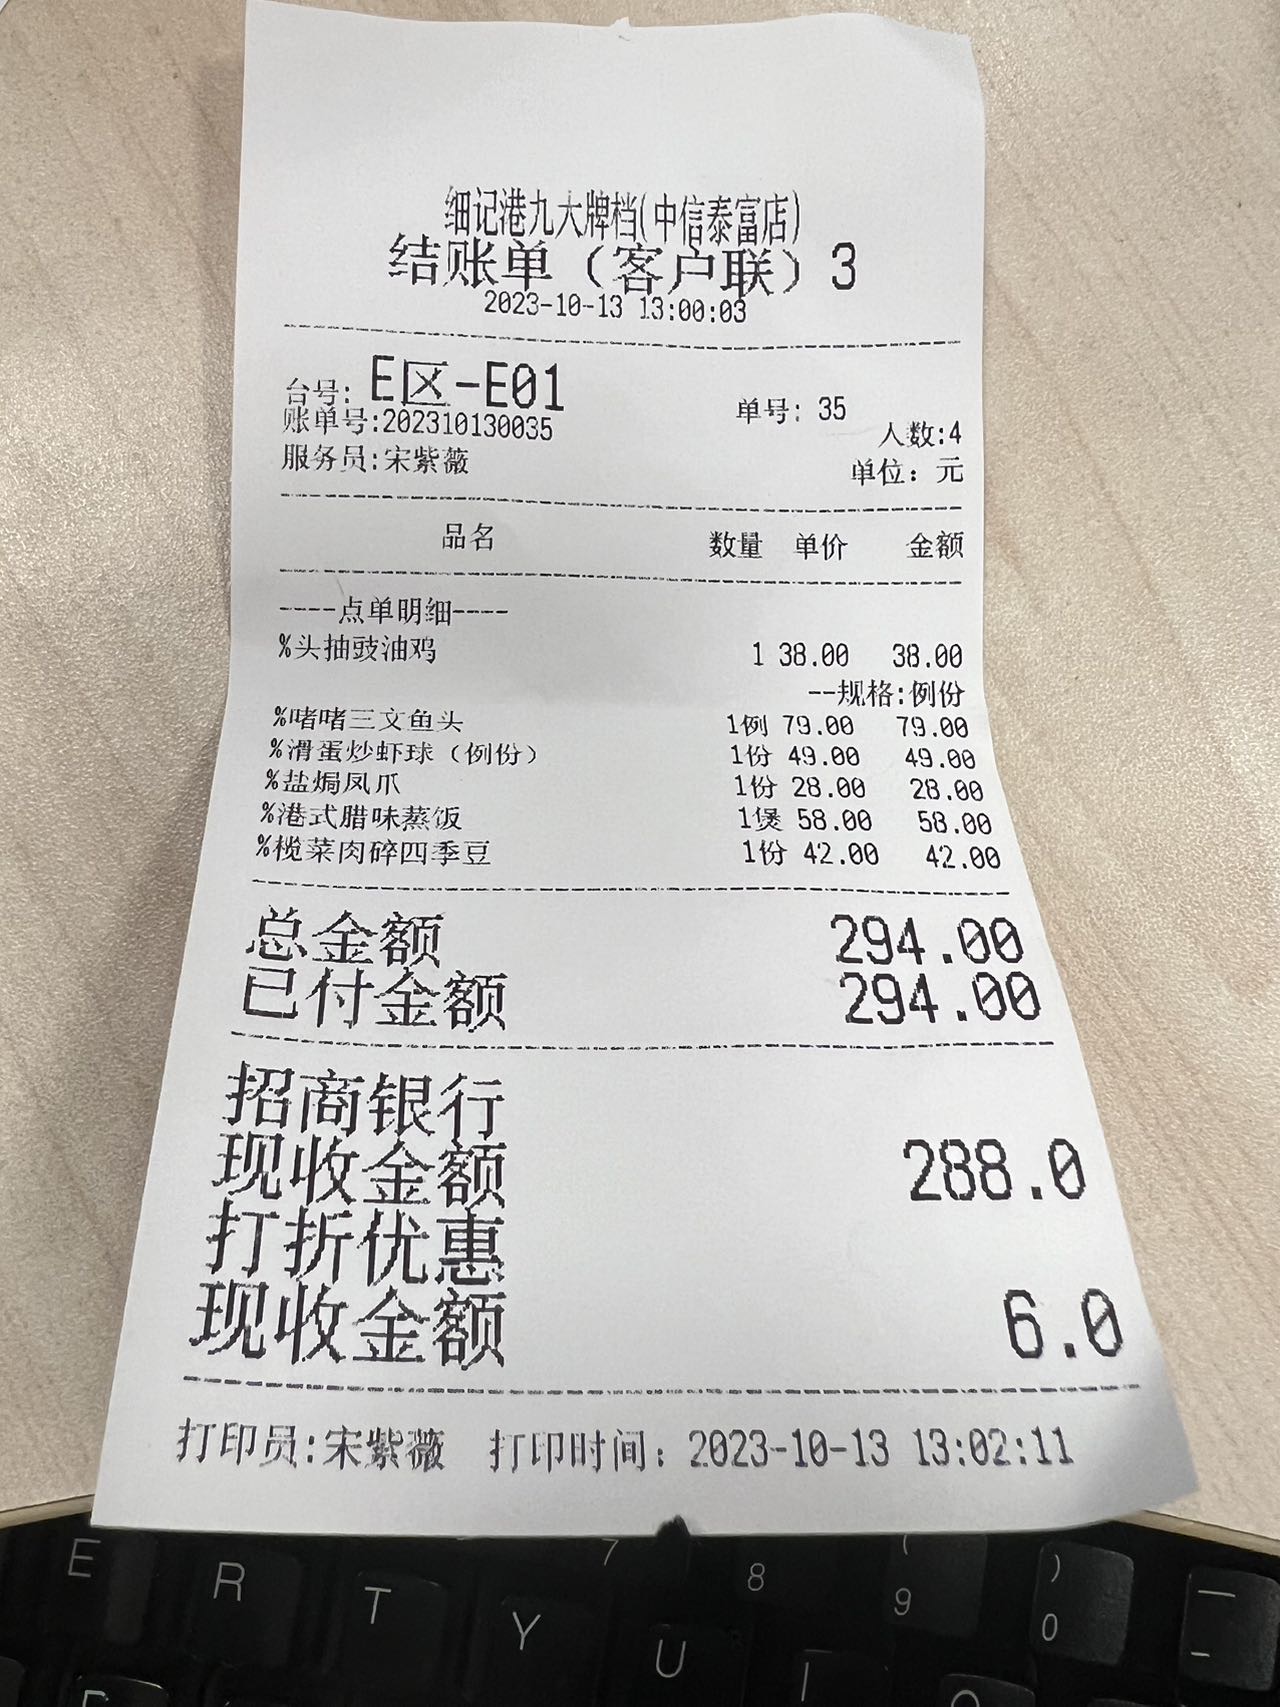 细记港九大牌档(中信泰富店)
结账单（客户联）3
2023-10-13 13:00:03
台号: E区-E01 单号: 35
账单号:202310130035 人数:4
服务员:宋紫薇 单位: 元
品名 数量 单价 金额
----点单明细----
%头抽豉油鸡 1 38.00 38.00
--规格:例份
%啫啫三文鱼头 1例 79.00 79.00
%滑蛋炒虾球（例份） 1份 49.00 49.00
%盐焗凤爪 1份 28.00 28.00
%港式腊味蒸饭 1煲 58.00 58.00
%榄菜肉碎四季豆 1份 42.00 42.00
总金额 294.00
已付金额 294.00
招商银行
现收金额 288.0
打折优惠
现收金额 6.0
打印员:宋紫薇 打印时间: 2023-10-13 13:02:11
7 8 ( 9 ) 0 — -
E R T Y U I O